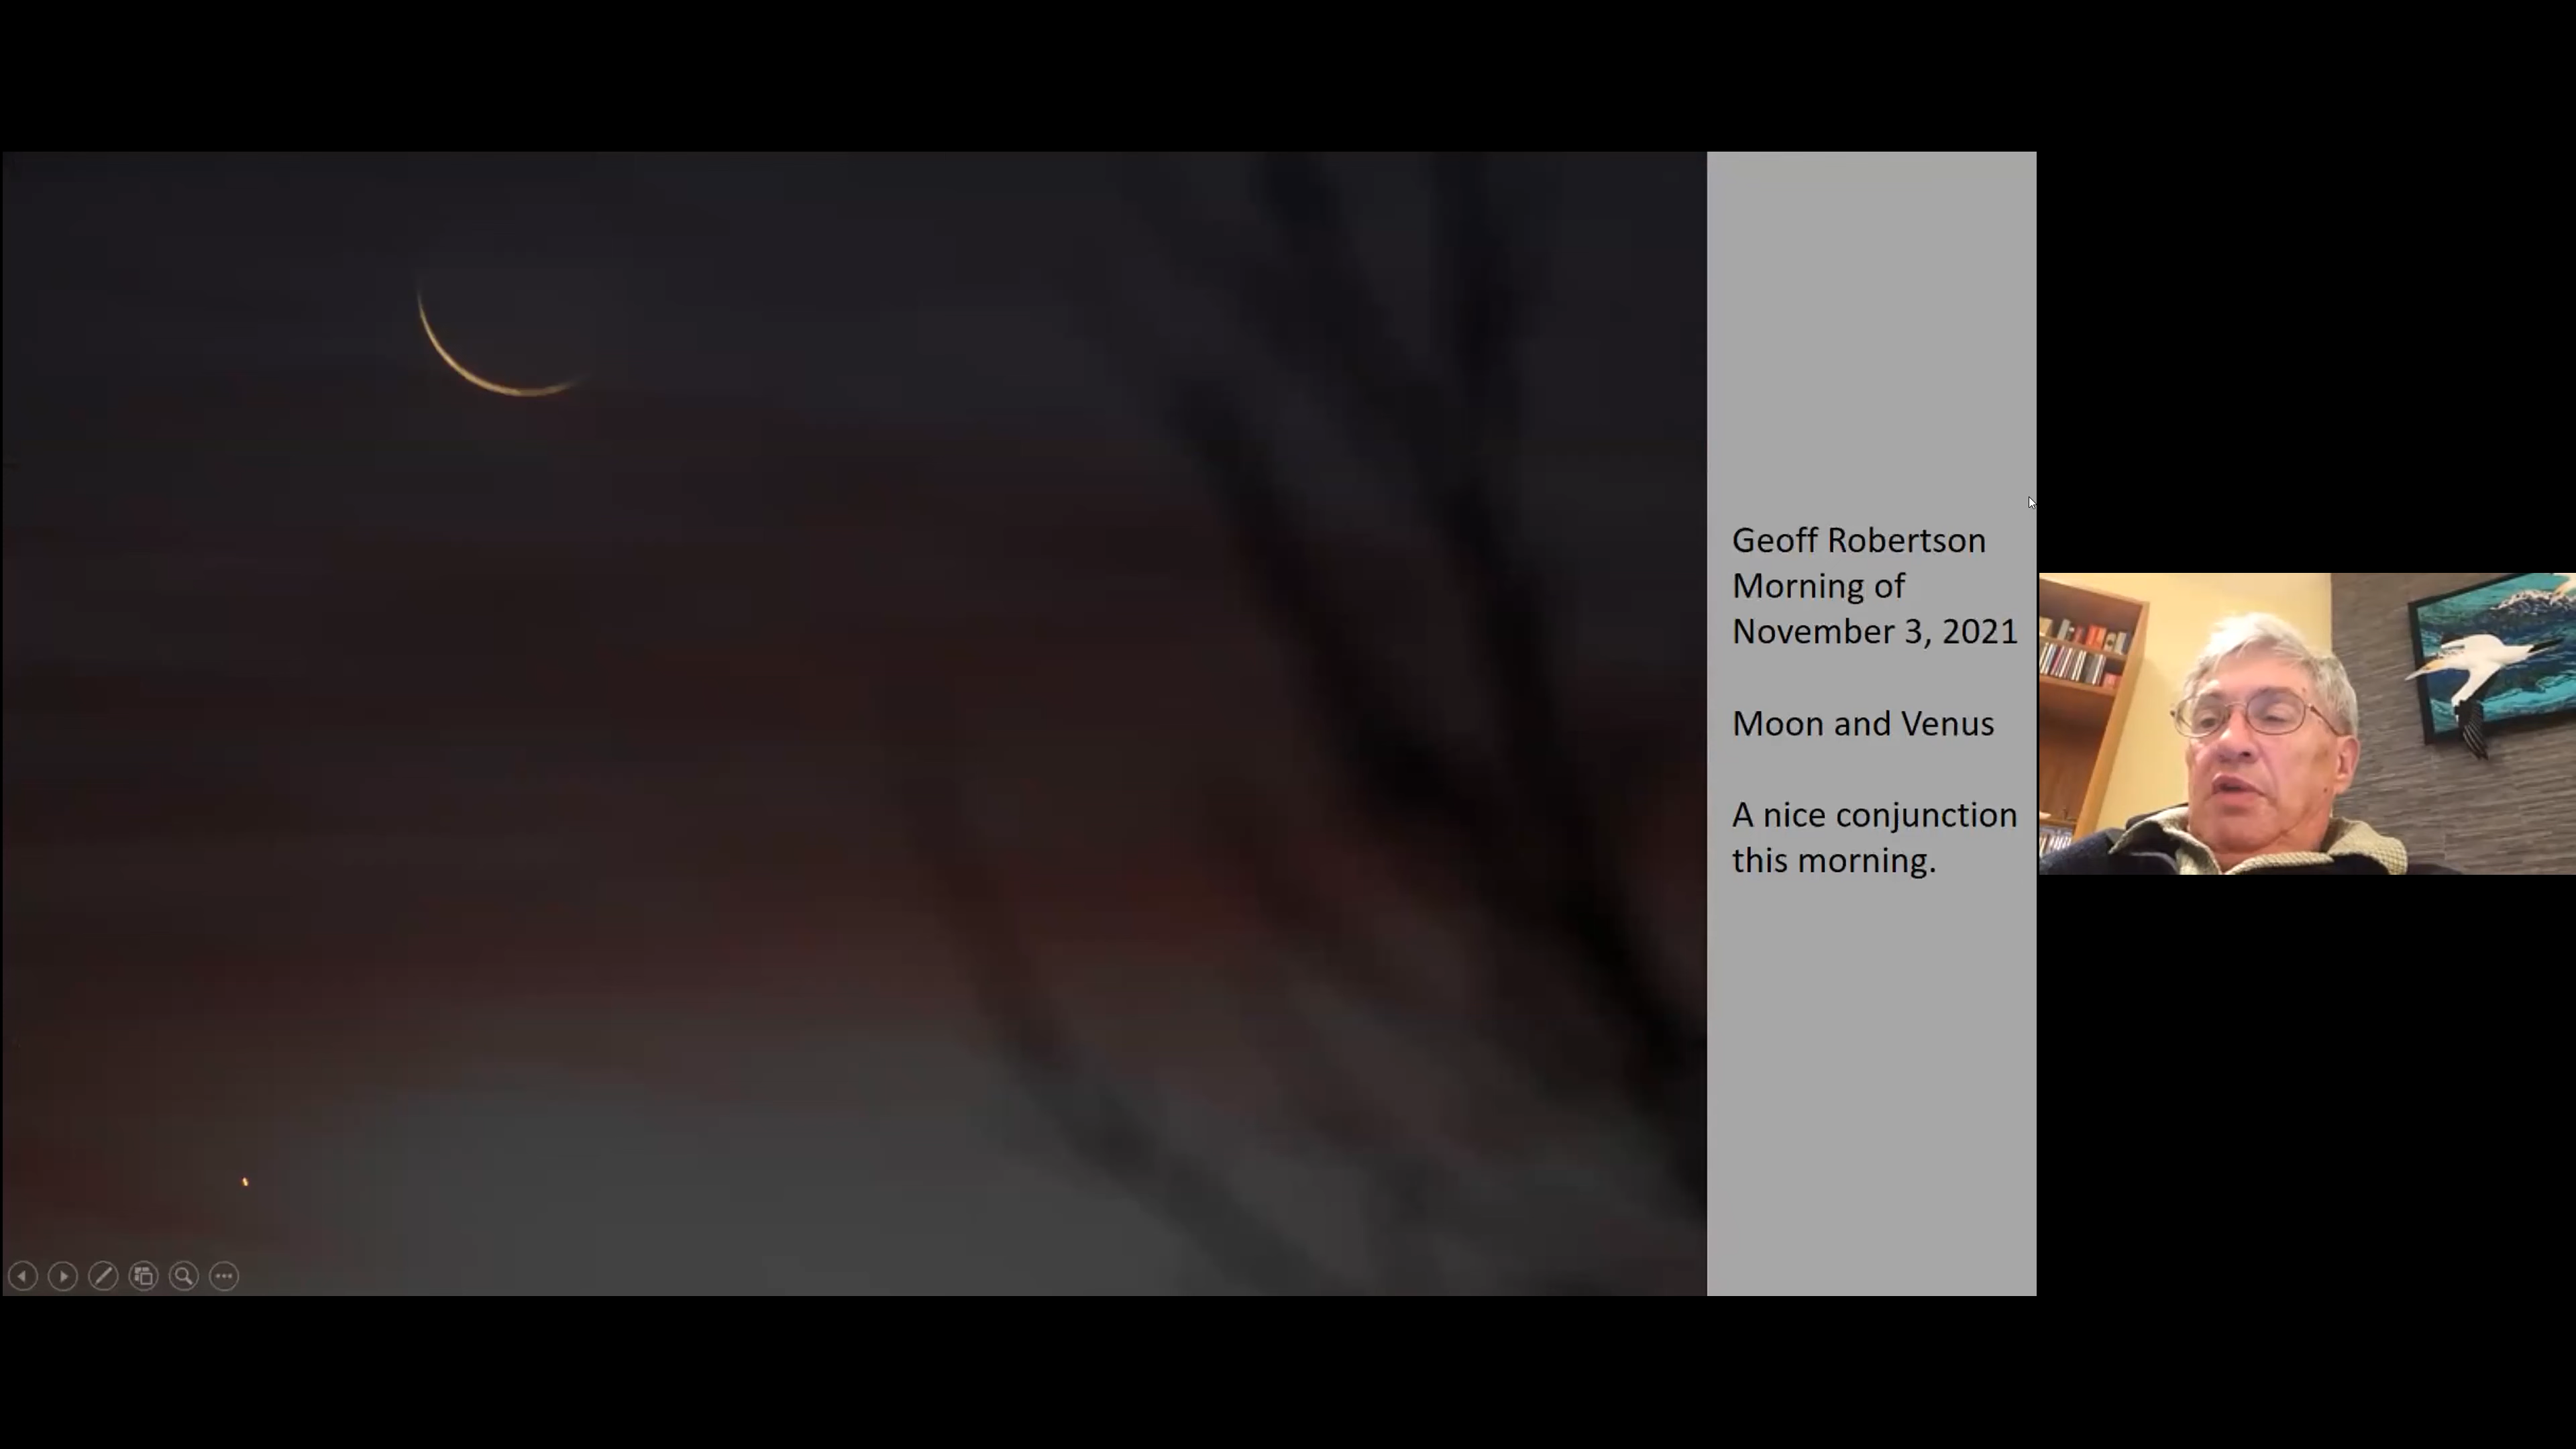 Geoff Robertson
Morning of
November 3, 2021
Moon and Venus
A nice conjunction
this morning.